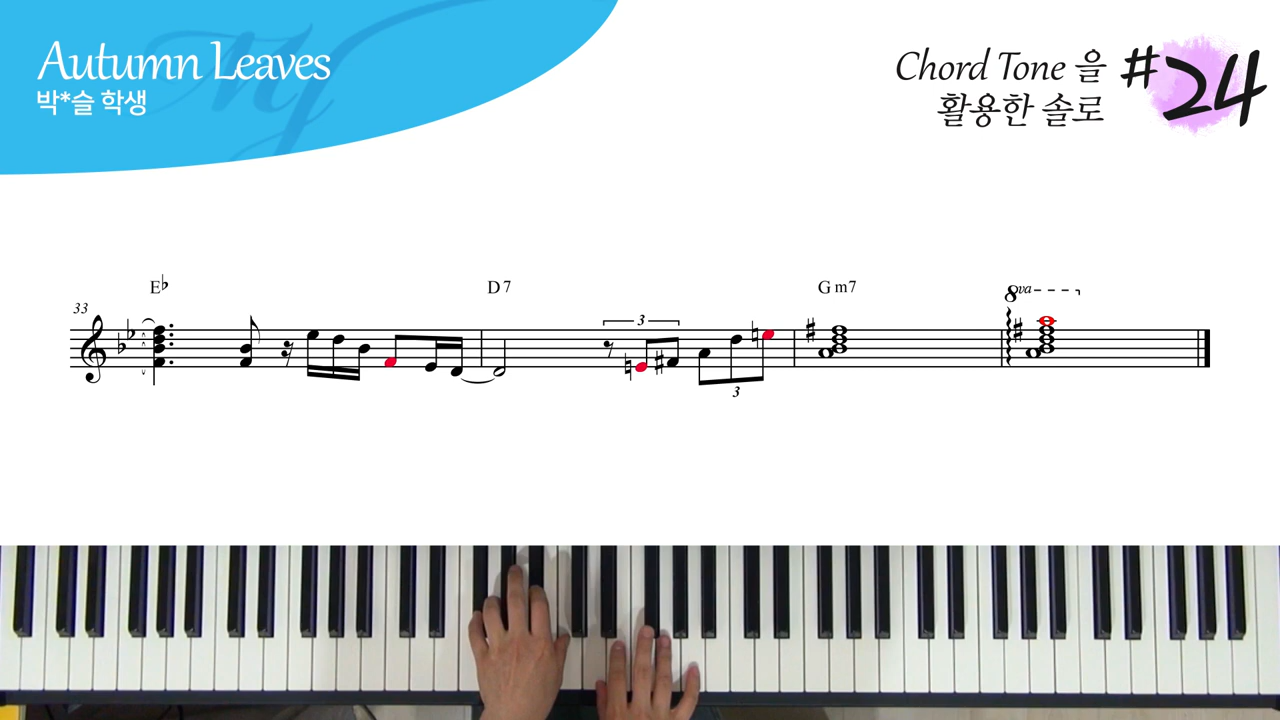 Autumn Leaves
박*슬 학생
Chord Tone 을
활용한 솔로
#24
33
E♭
D7
Gm7
8va
3
3